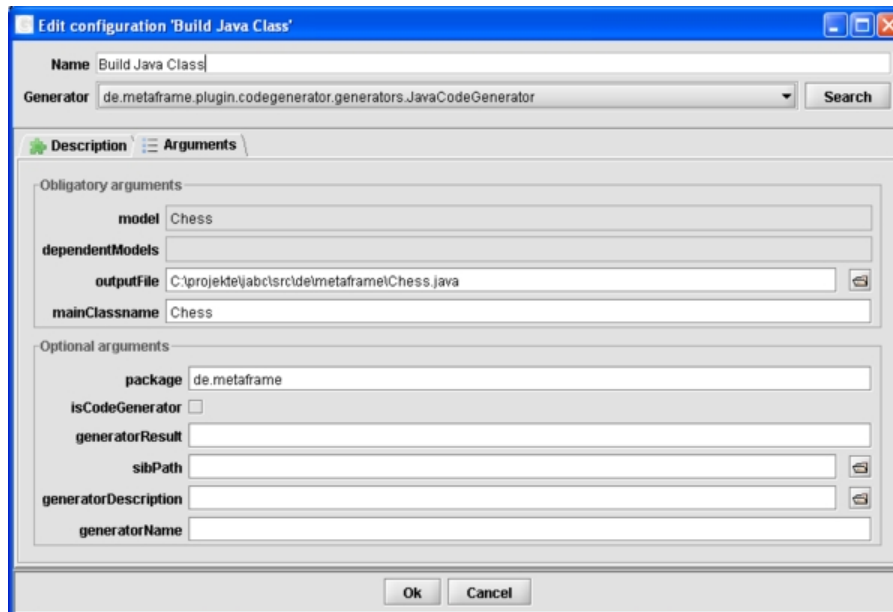 Edit configuration 'Build Java Class'
Name Build Java Class
Generator de.metaframe.plugin.codegenerator.generators.JavaCodeGenerator Search
Description Arguments
Obligatory arguments
model Chess
dependentModels
outputFile C:\projekte\jabc\src\de\metaframe\Chess.java
mainClassname Chess
Optional arguments
package de.metaframe
isCodeGenerator
generatorResult
sibPath
generatorDescription
generatorName
Ok Cancel